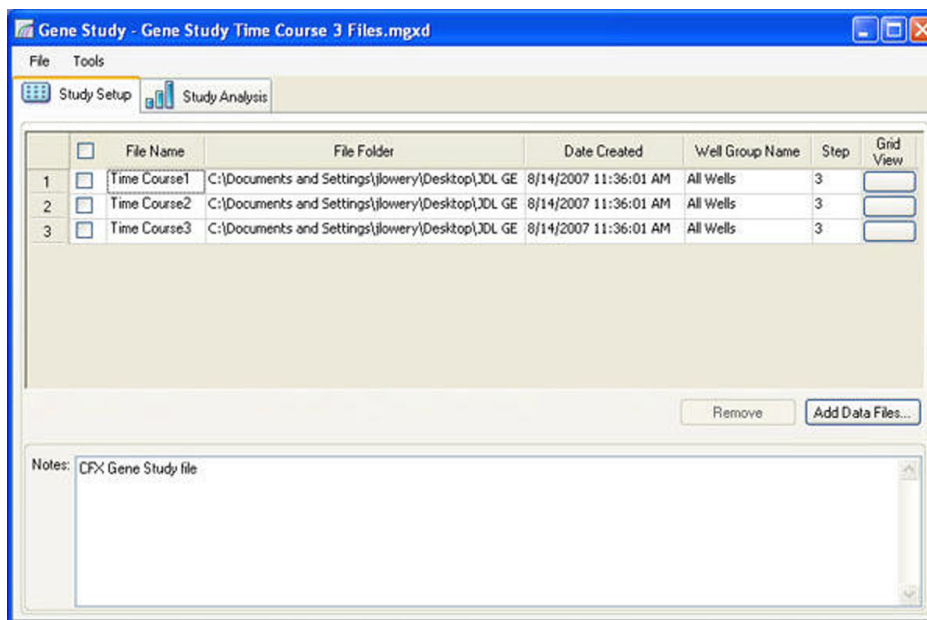 Gene Study - Gene Study Time Course 3 Files.mgxd
File Tools
Study Setup Study Analysis
File Name File Folder Date Created Well Group Name Step Grid View
1 Time Course1 C:\Documents and Settings\jlowery\Desktop\JDL GE 8/14/2007 11:36:01 AM All Wells 3
2 Time Course2 C:\Documents and Settings\jlowery\Desktop\JDL GE 8/14/2007 11:36:01 AM All Wells 3
3 Time Course3 C:\Documents and Settings\jlowery\Desktop\JDL GE 8/14/2007 11:36:01 AM All Wells 3
Remove Add Data Files...
Notes: CFX Gene Study file